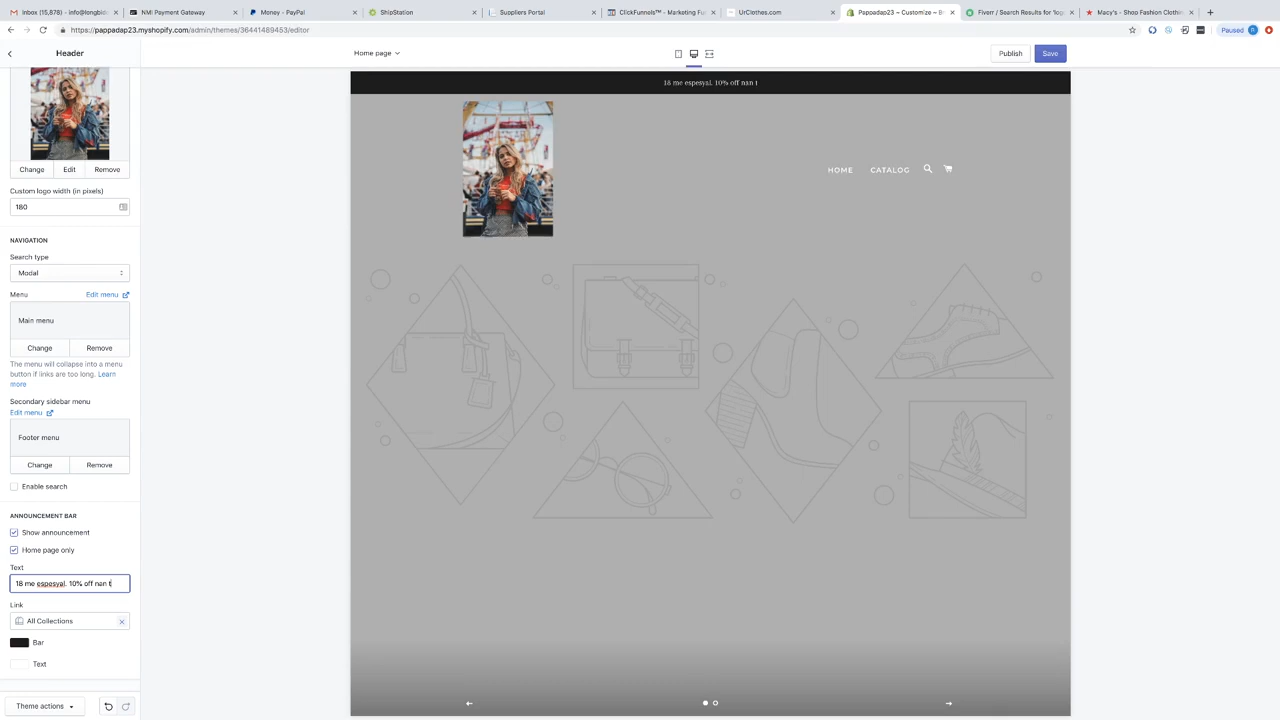 Inbox (15,878) - info@longbido
NMI Payment Gateway
Money - PayPal
ShipStation
Suppliers Portal
ClickFunnels™ - Marketing Fu
UrClothes.com
Pappadap23 ~ Customize ~ B
Fiverr / Search Results for 'log
Macy's - Shop Fashion Clothin
https://pappadap23.myshopify.com/admin/themes/36441489453/editor
Paused
P
Header
Home page
Publish
Save
Change
Edit
Remove
Custom logo width (in pixels)
180
NAVIGATION
Search type
Modal
Menu
Edit menu
Main menu
Change
Remove
The menu will collapse into a menu
button if links are too long. Learn
more
Secondary sidebar menu
Edit menu
Footer menu
Change
Remove
Enable search
ANNOUNCEMENT BAR
Show announcement
Home page only
Text
18 me espesyal. 10% off nan t
Link
All Collections
Bar
Text
Theme actions
18 me espesyal. 10% off nan t
HOME
CATALOG